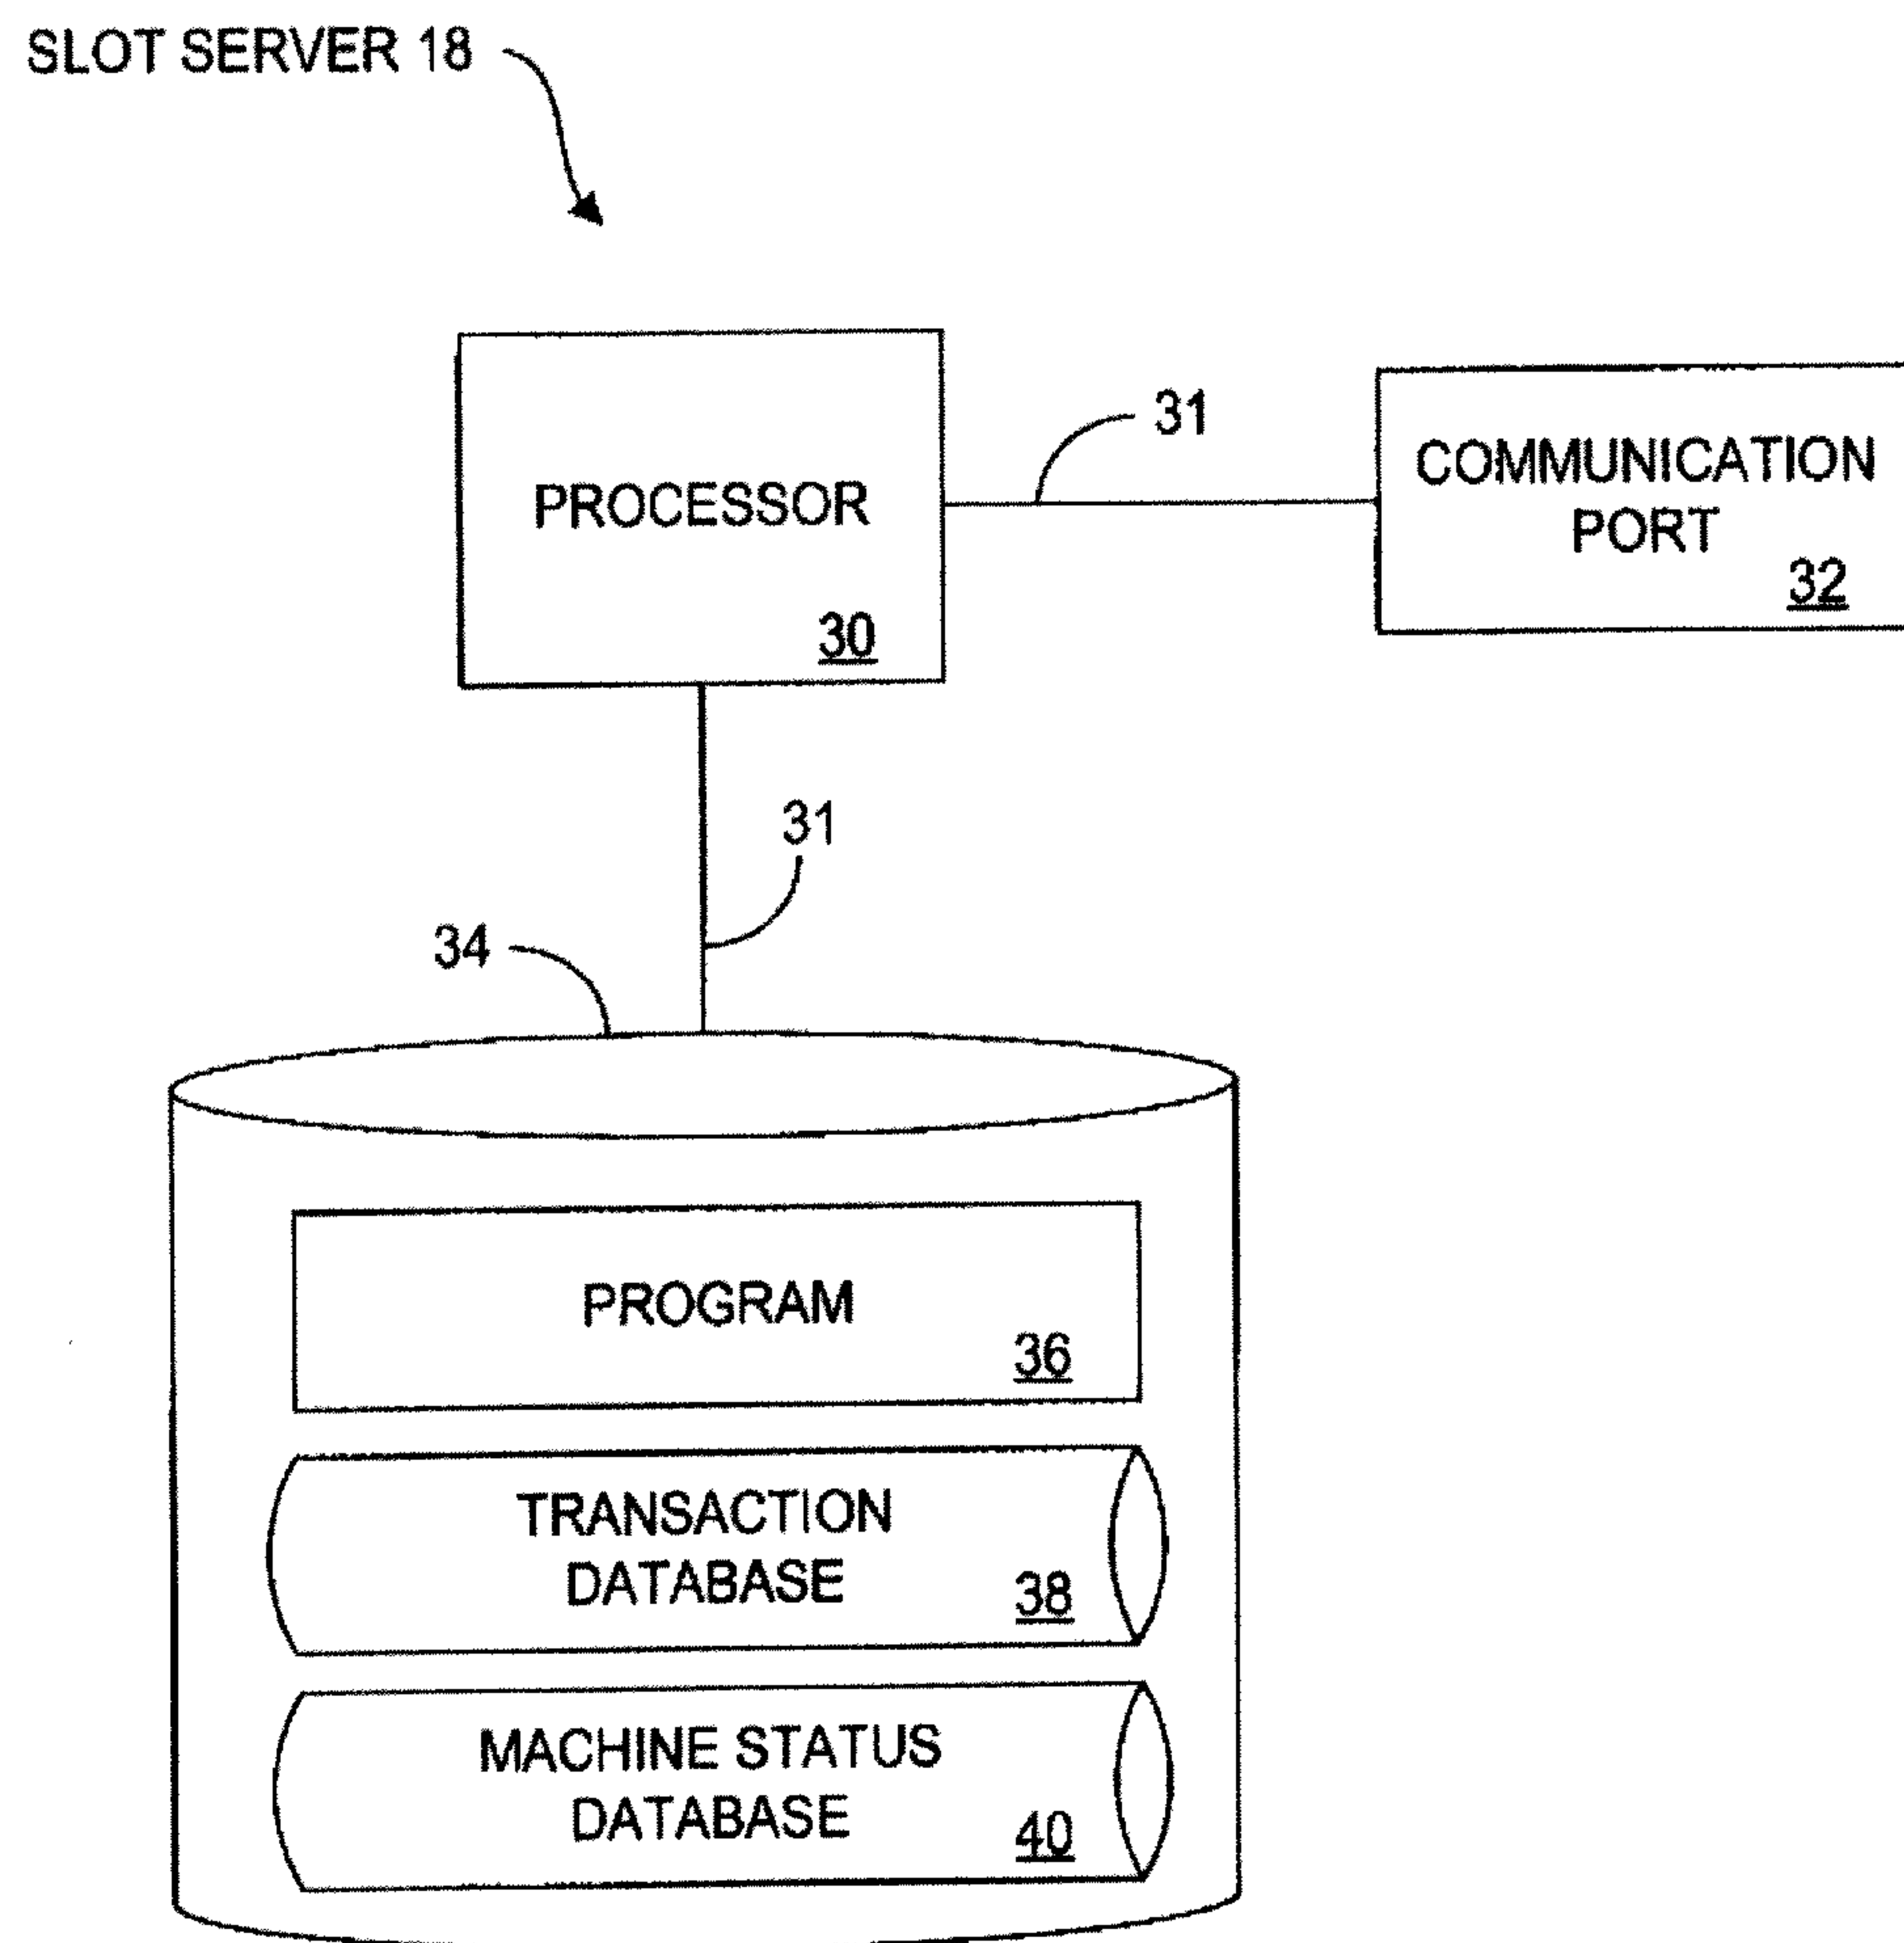 SLOT SERVER 18
31
COMMUNICATION
PORT
32
PROCESSOR
30
31
34
PROGRAM
36
TRANSACTION
DATABASE
38
MACHINE STATUS
DATABASE
40